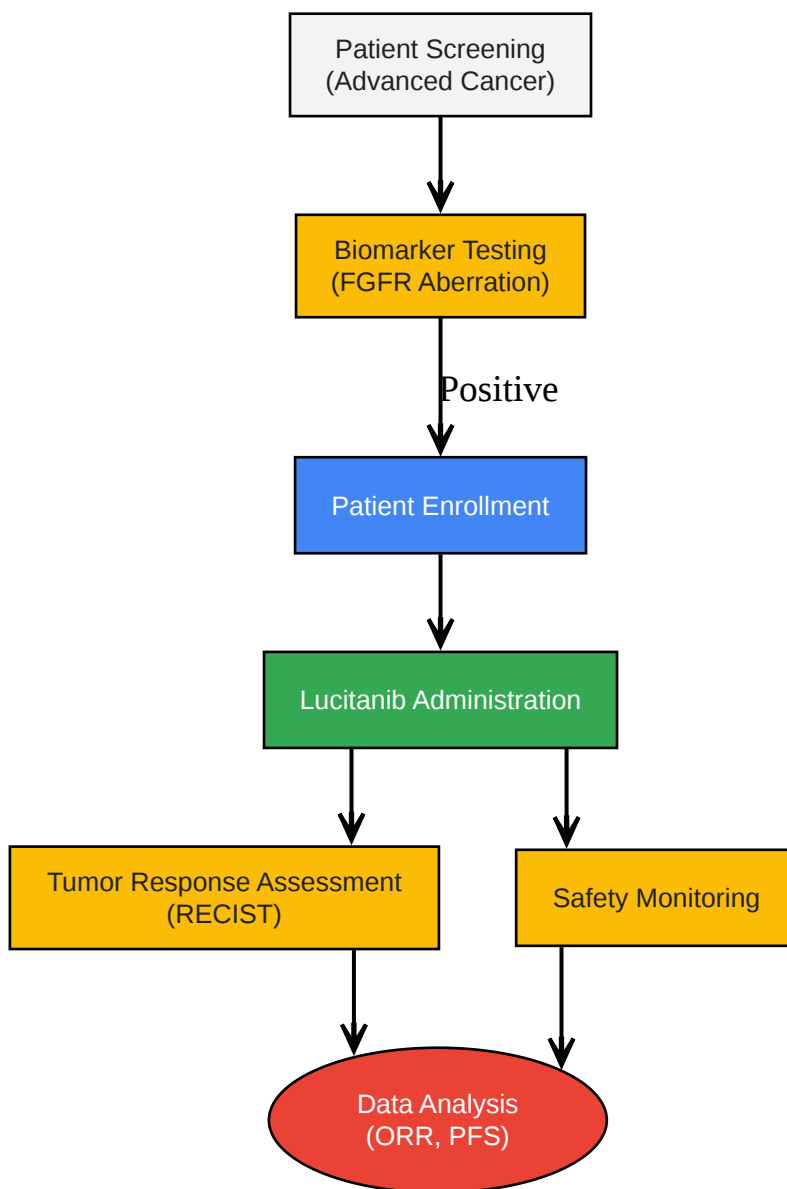 Patient Screening
(Advanced Cancer)
Biomarker Testing
(FGFR Aberration)
Positive
Patient Enrollment
Lucitanib Administration
Tumor Response Assessment
(RECIST)
Safety Monitoring
Data Analysis
(ORR, PFS)